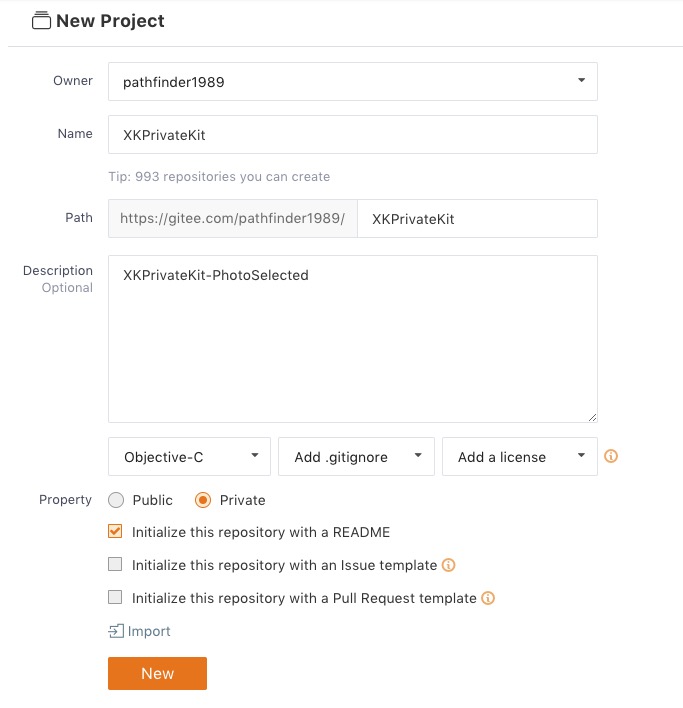 New Project
Owner
pathfinder1989
Name
XKPrivateKit
Tip: 993 repositories you can create
Path
https://gitee.com/pathfinder1989/
XKPrivateKit
Description
Optional
XKPrivateKit-PhotoSelected
Objective-C
Add .gitignore
Add a license
Property
Public
Private
Initialize this repository with a README
Initialize this repository with an Issue template
Initialize this repository with a Pull Request template
Import
New